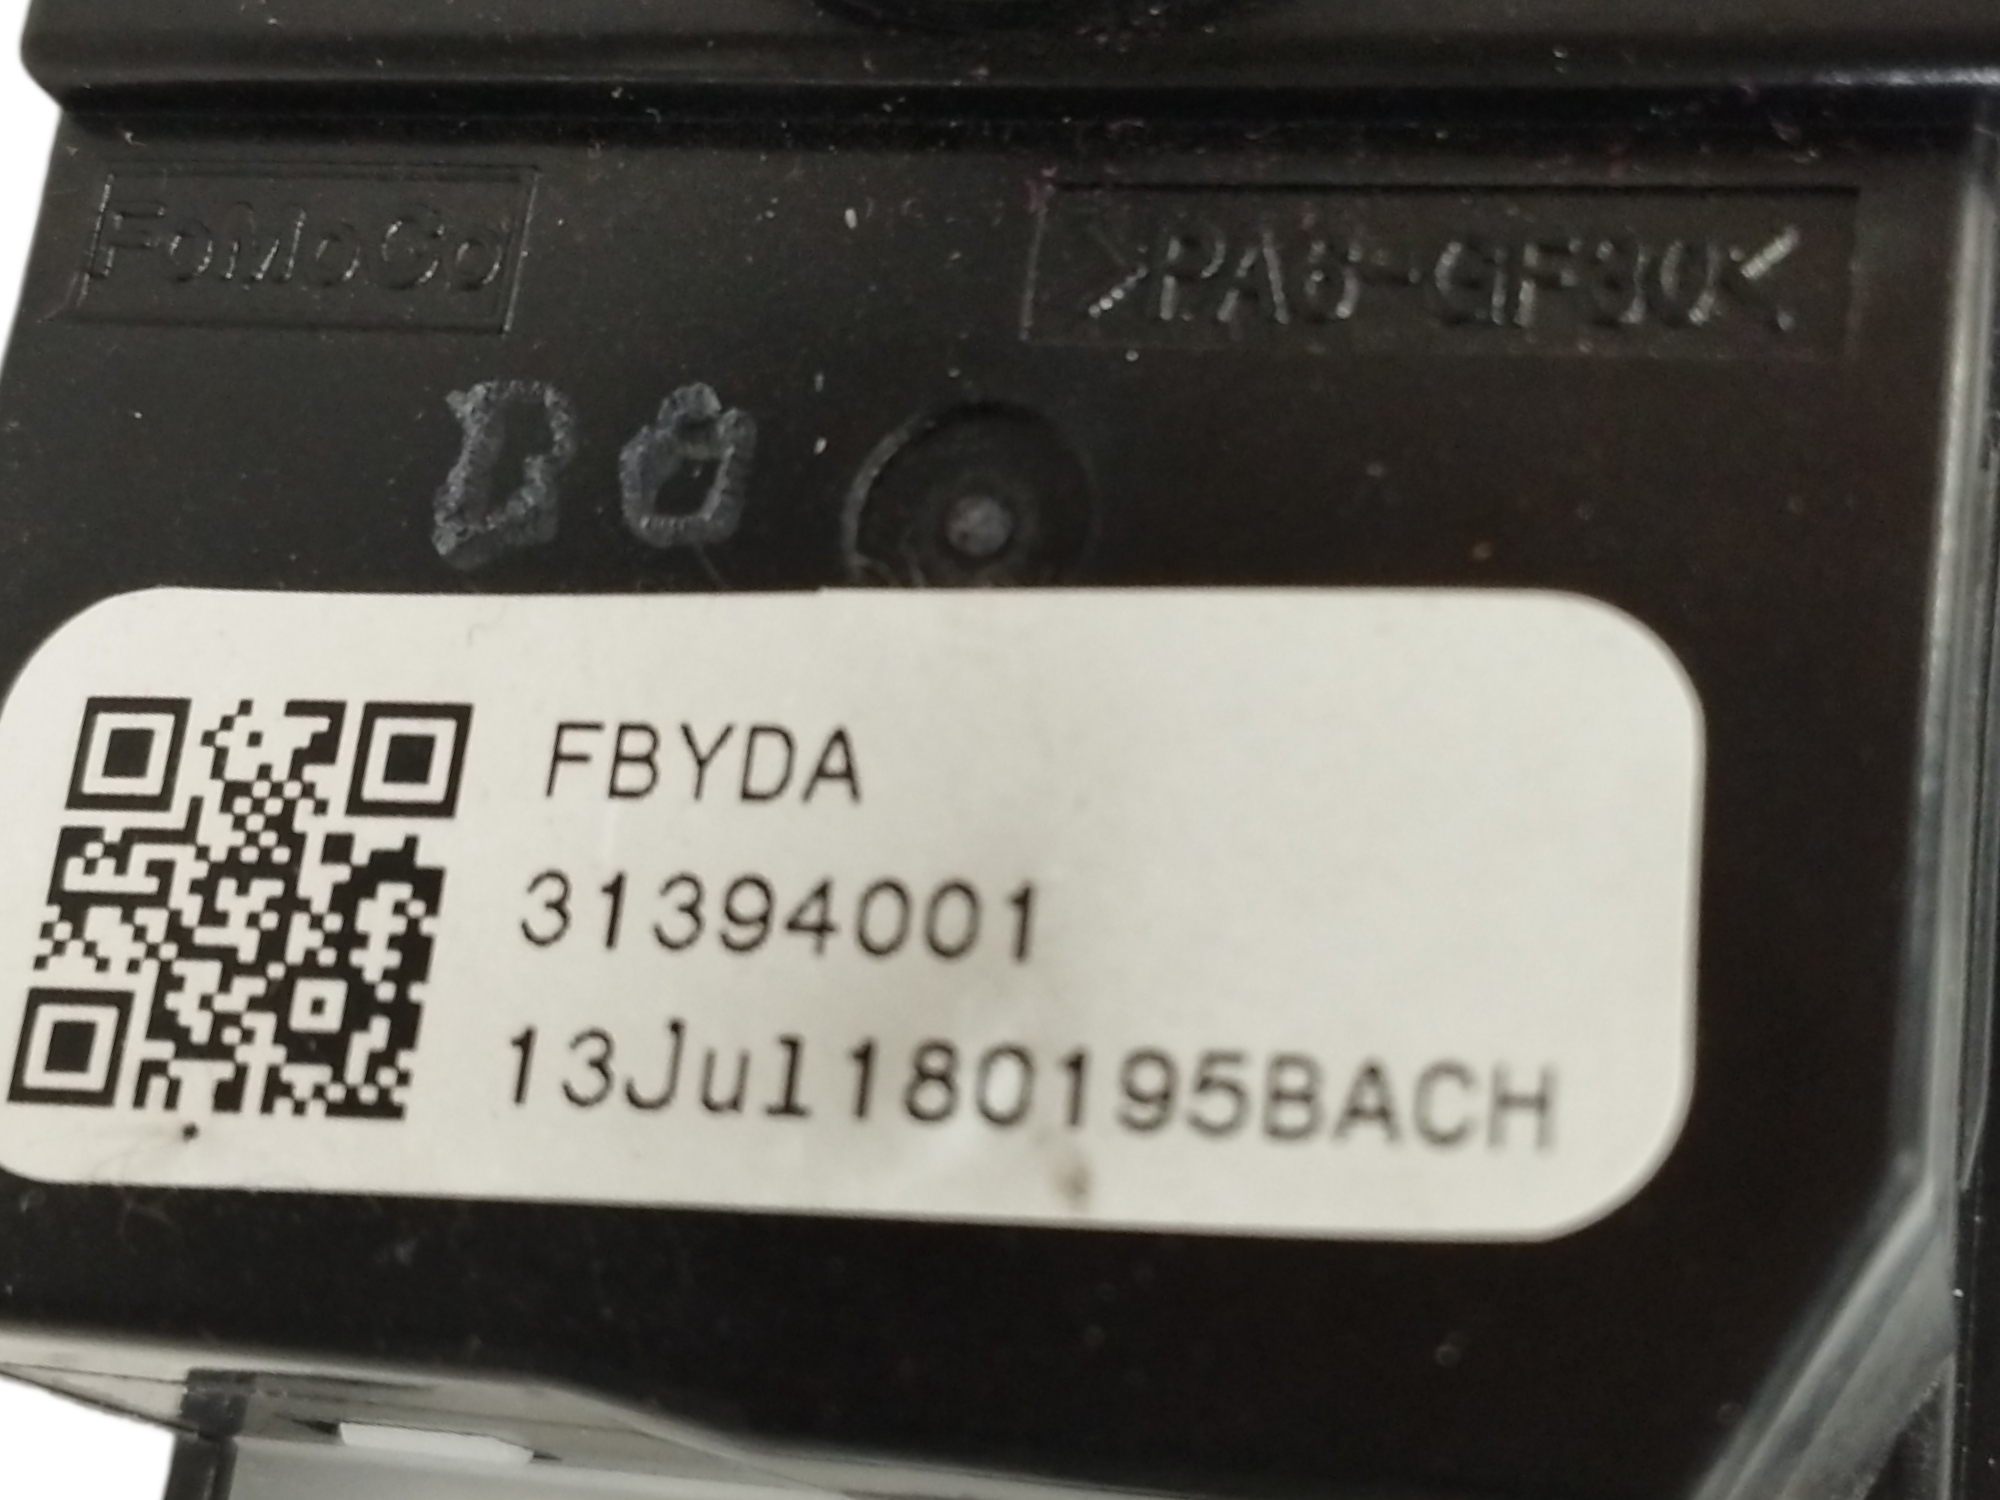 FoMoCo
>PA6-GF30<
FBYDA
31394001
13Jul180195BACH